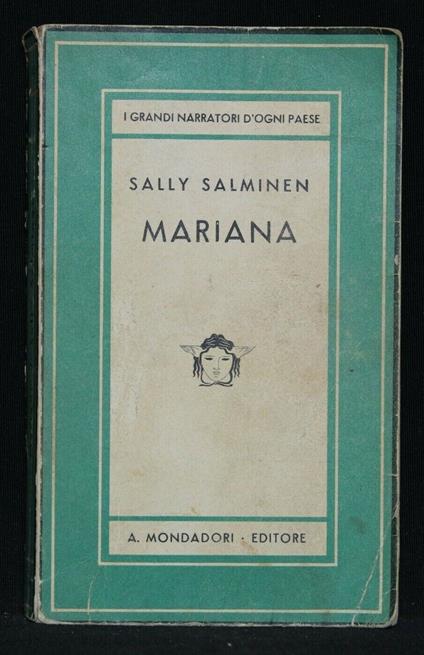 I GRANDI NARRATORI D'OGNI PAESE
SALLY SALMINEN
MARIANA
A. MONDADORI · EDITORE